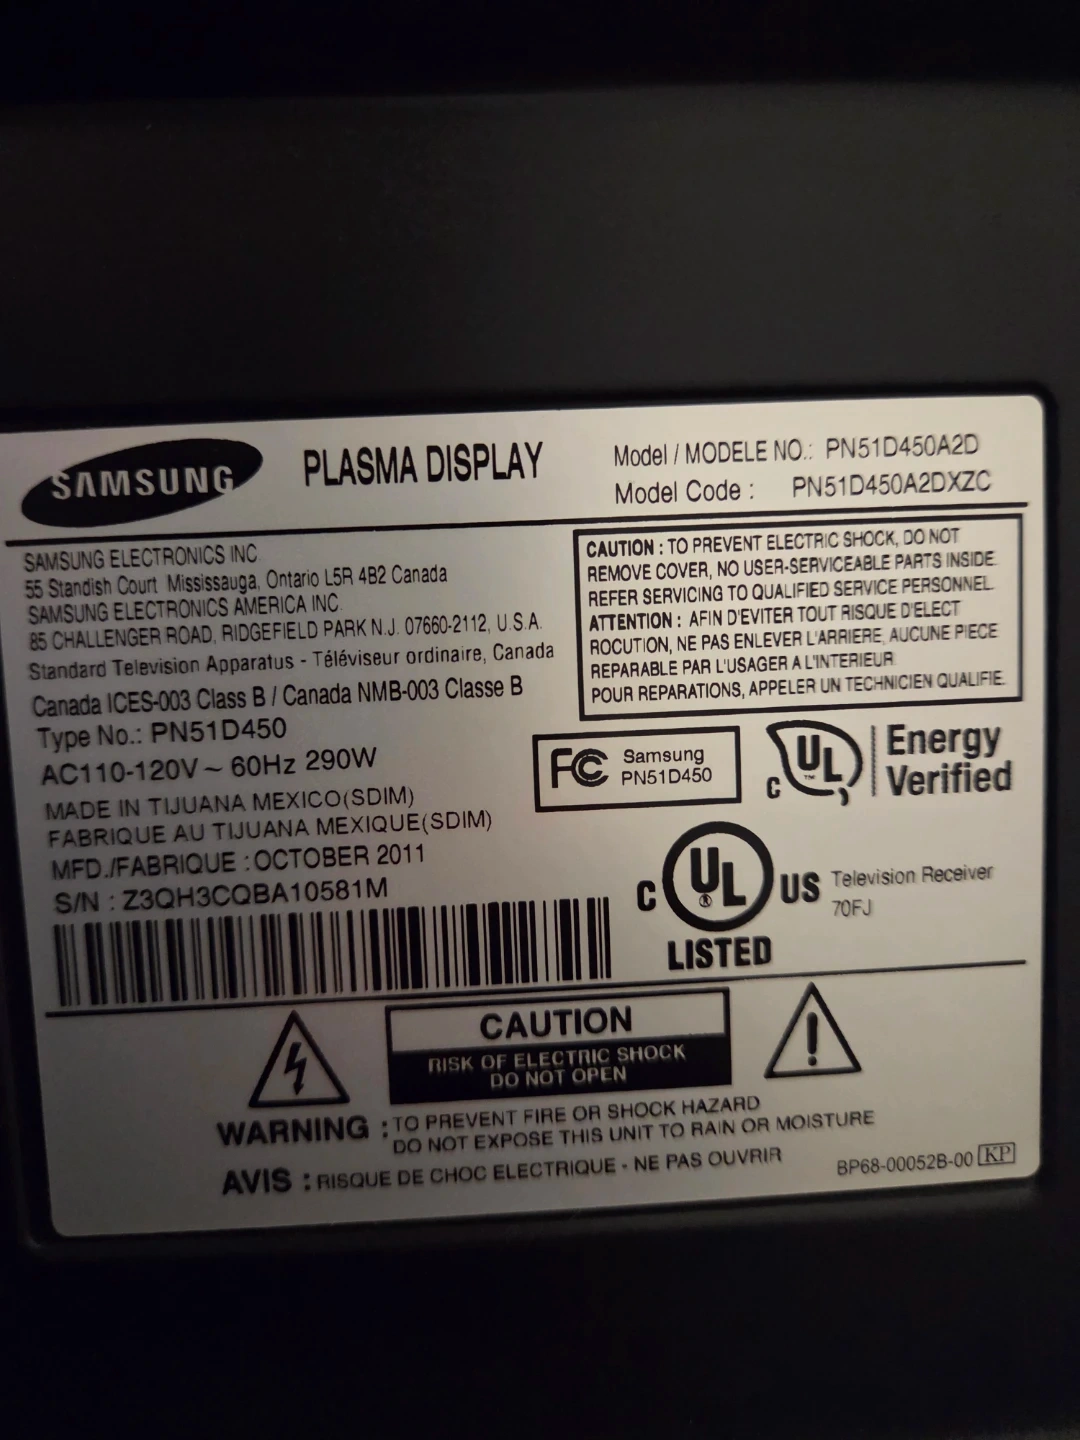 SAMSUNG
PLASMA DISPLAY
Model / MODELE NO.: PN51D450A2D
Model Code : PN51D450A2DXZC
SAMSUNG ELECTRONICS INC.
55 Standish Court Mississauga, Ontario L5R 4B2 Canada
SAMSUNG ELECTRONICS AMERICA INC.
85 CHALLENGER ROAD, RIDGEFIELD PARK N.J. 07660-2112, U.S.A.
Standard Television Apparatus - Téléviseur ordinaire, Canada
Canada ICES-003 Class B / Canada NMB-003 Classe B
Type No.: PN51D450
AC110-120V ~ 60Hz 290W
MADE IN TIJUANA MEXICO(SDIM)
FABRIQUE AU TIJUANA MEXIQUE(SDIM)
MFD./FABRIQUE : OCTOBER 2011
S/N : Z3QH3CQBA10581M
CAUTION : TO PREVENT ELECTRIC SHOCK, DO NOT
REMOVE COVER, NO USER-SERVICEABLE PARTS INSIDE.
REFER SERVICING TO QUALIFIED SERVICE PERSONNEL.
ATTENTION : AFIN D'EVITER TOUT RISQUE D'ELECT
ROCUTION, NE PAS ENLEVER L'ARRIERE, AUCUNE PIECE
REPARABLE PAR L'USAGER A L'INTERIEUR.
POUR REPARATIONS, APPELER UN TECHNICIEN QUALIFIE.
FC Samsung
PN51D450
C UL ™ Energy
Verified
C UL ® US Television Receiver
70FJ
LISTED
CAUTION
RISK OF ELECTRIC SHOCK
DO NOT OPEN
!
WARNING : TO PREVENT FIRE OR SHOCK HAZARD
DO NOT EXPOSE THIS UNIT TO RAIN OR MOISTURE
AVIS : RISQUE DE CHOC ELECTRIQUE - NE PAS OUVRIR
BP68-00052B-00 KP